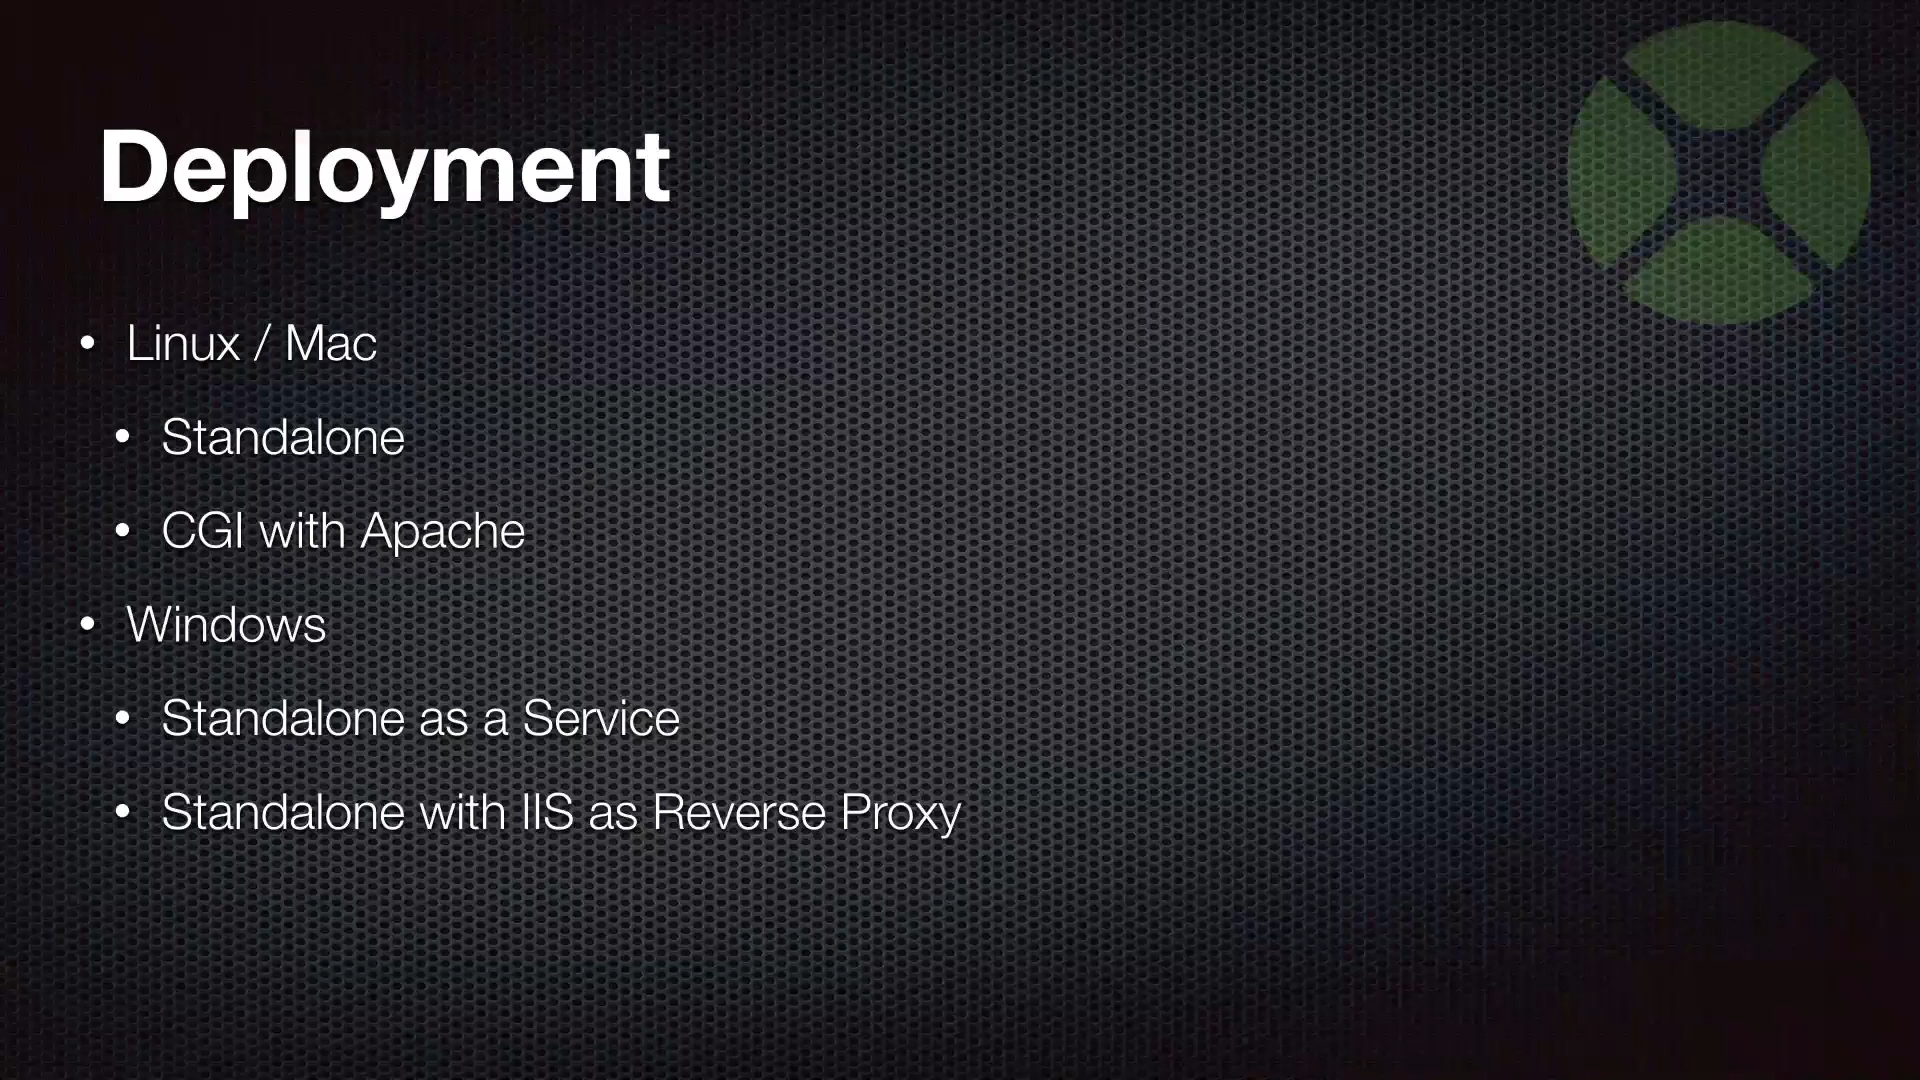 Deployment
• Linux / Mac
• Standalone
• CGI with Apache
• Windows
• Standalone as a Service
• Standalone with IIS as Reverse Proxy